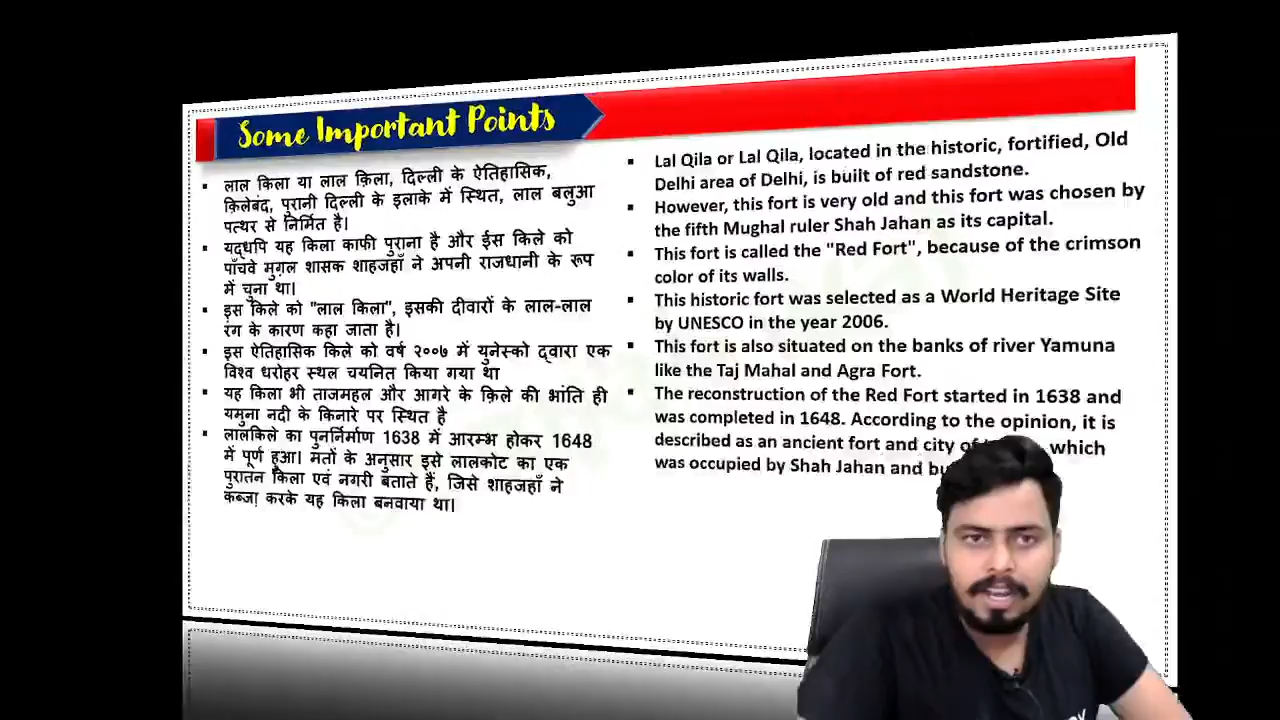 Some Important Points
▪ लाल किला या लाल क़िला, दिल्ली के ऐतिहासिक,
क़िलेबंद, पुरानी दिल्ली के इलाके में स्थित, लाल बलुआ
पत्थर से निर्मित है।
▪ यद्धपि यह किला काफी पुराना है और ईस किले को
पाँचवे मुग़ल शासक शाहजहाँ ने अपनी राजधानी के रूप
में चुना था।
▪ इस किले को "लाल किला", इसकी दीवारों के लाल-लाल
रंग के कारण कहा जाता है।
▪ इस ऐतिहासिक किले को वर्ष २००७ में युनेस्को द्वारा एक
विश्व धरोहर स्थल चयनित किया गया था
▪ यह किला भी ताजमहल और आगरे के क़िले की भांति ही
यमुना नदी के किनारे पर स्थित है
▪ लालकिले का पुनर्निर्माण 1638 में आरम्भ होकर 1648
में पूर्ण हुआ। मतों के अनुसार इसे लालकोट का एक
पुरातन किला एवं नगरी बताते हैं, जिसे शाहजहाँ ने
कब्जा़ करके यह किला बनवाया था।
▪ Lal Qila or Lal Qila, located in the historic, fortified, Old
Delhi area of Delhi, is built of red sandstone.
▪ However, this fort is very old and this fort was chosen by
the fifth Mughal ruler Shah Jahan as its capital.
▪ This fort is called the "Red Fort", because of the crimson
color of its walls.
▪ This historic fort was selected as a World Heritage Site
by UNESCO in the year 2006.
▪ This fort is also situated on the banks of river Yamuna
like the Taj Mahal and Agra Fort.
▪ The reconstruction of the Red Fort started in 1638 and
was completed in 1648. According to the opinion, it is
described as an ancient fort and city of which
was occupied by Shah Jahan and